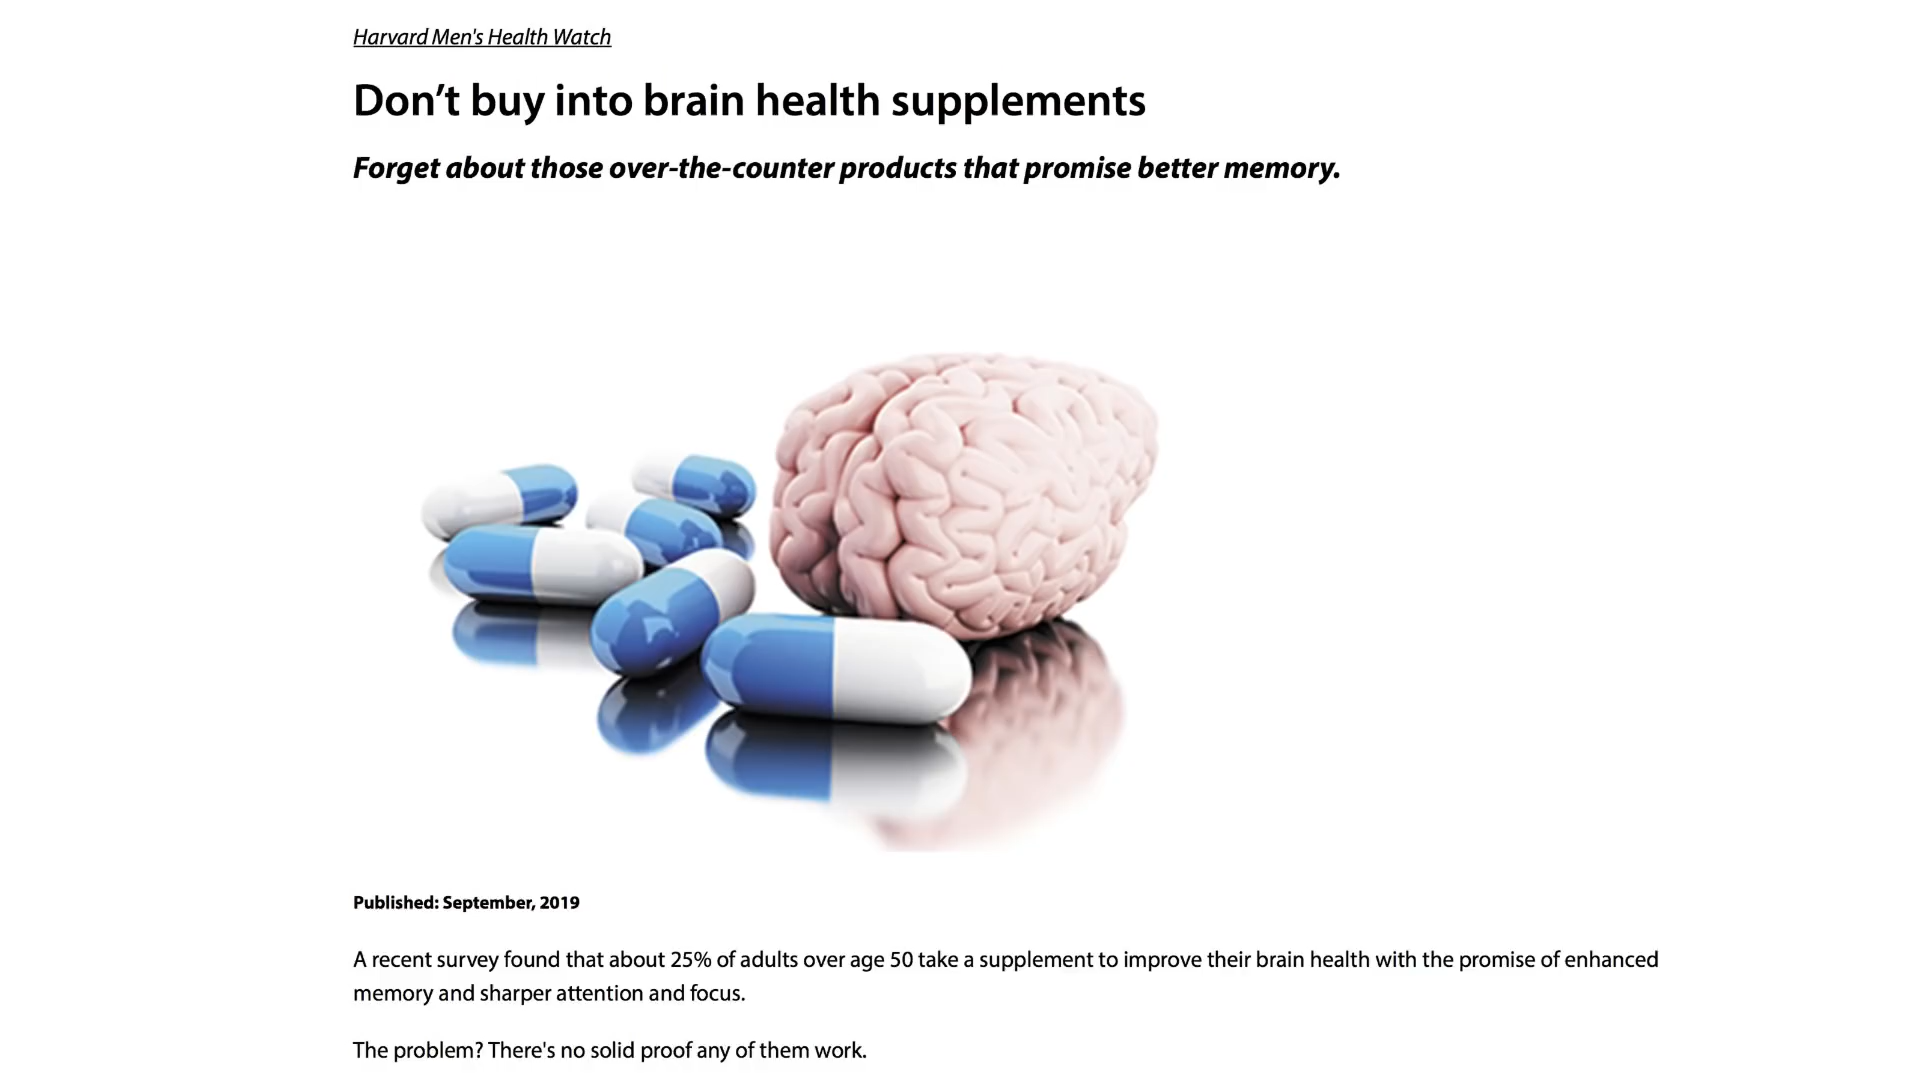 Harvard Men's Health Watch
Don’t buy into brain health supplements
Forget about those over-the-counter products that promise better memory.
Published: September, 2019
A recent survey found that about 25% of adults over age 50 take a supplement to improve their brain health with the promise of enhanced
memory and sharper attention and focus.
The problem? There's no solid proof any of them work.